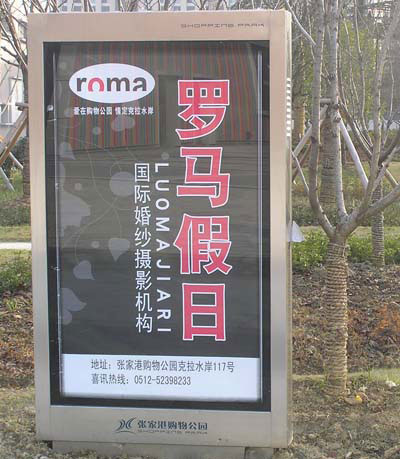 SHOPPING PARK
roma
爱在购物公园 情定克拉水岸
罗马假日
LUOMAJIARI
国际婚纱摄影机构
地址：张家港购物公园克拉水岸117号
喜讯热线：0512-52398233
张家港购物公园
SHOPPING PARK